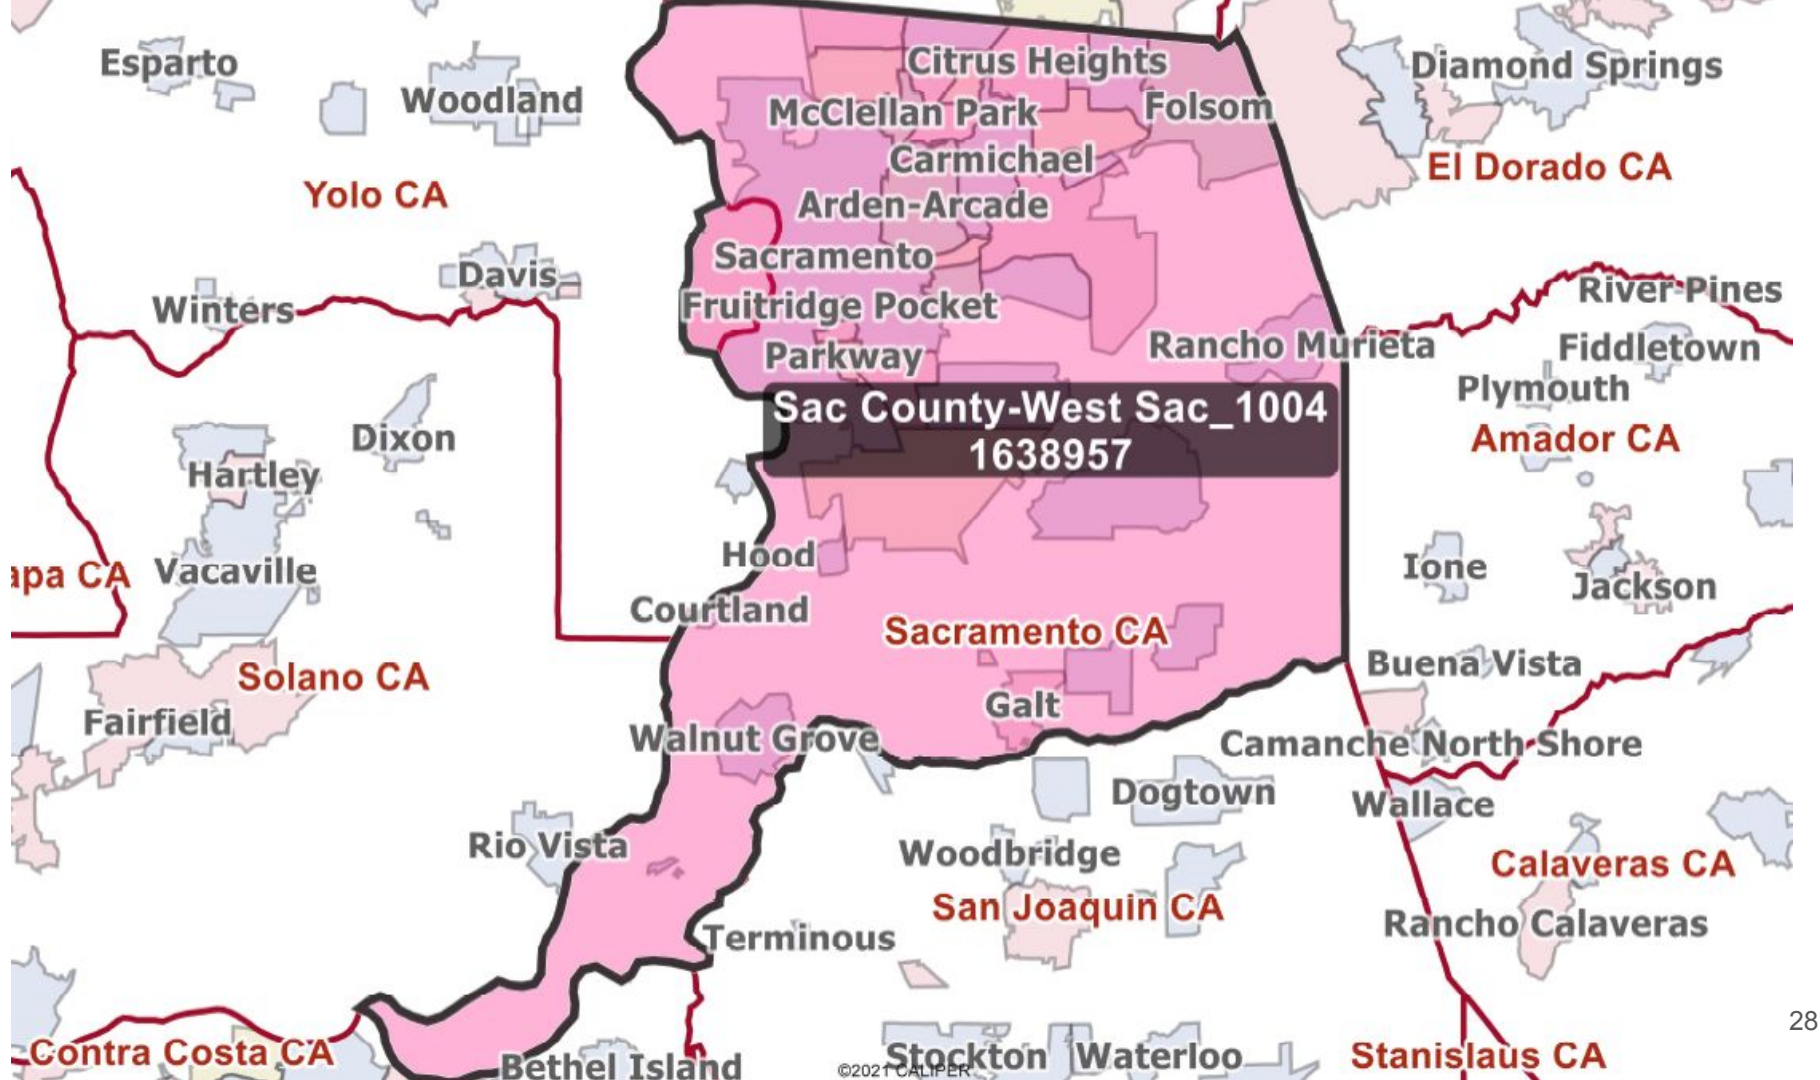 Esparto
Citrus Heights
Diamond Springs
Woodland
McClellan Park
Folsom
Carmichael
El Dorado CA
Yolo CA
Arden-Arcade
Sacramento
Davis
River Pines
Winters
Fruitridge Pocket
Parkway
Rancho Murieta
Fiddletown
Plymouth
Sac County-West Sac_1004
1638957
Dixon
Amador CA
Hartley
Hood
Ione
apa CA
Vacaville
Jackson
Courtland
Sacramento CA
Buena Vista
Solano CA
Galt
Fairfield
Walnut Grove
Camanche North Shore
Dogtown
Wallace
Rio Vista
Woodbridge
Calaveras CA
San Joaquin CA
Rancho Calaveras
Terminous
28
Contra Costa CA
Bethel Island
Stockton
Waterloo
Stanislaus CA
©2021 CALIPER